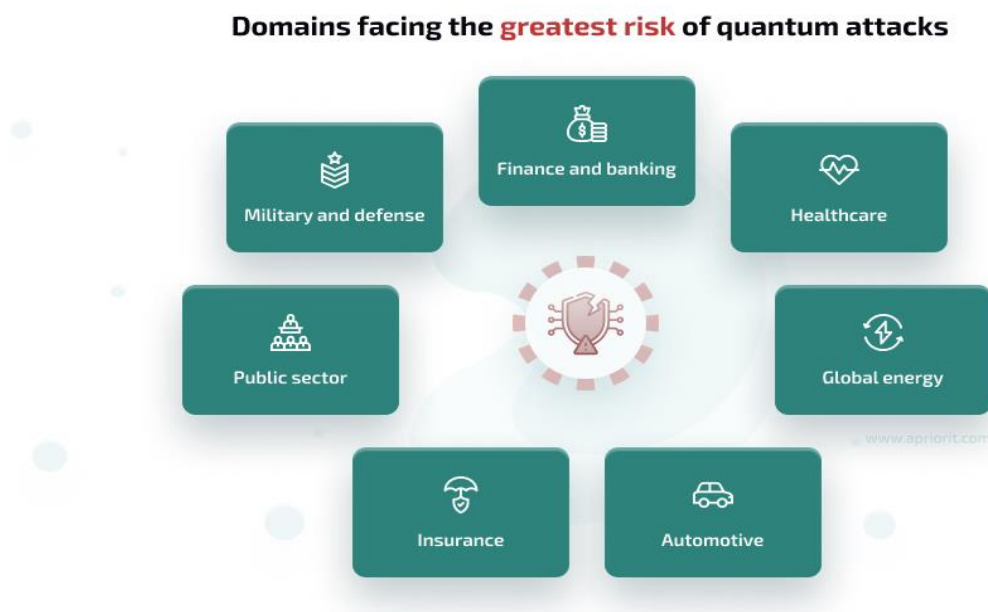 Domains facing the greatest risk of quantum attacks
Finance and banking
Military and defense
Healthcare
Public sector
Global energy
www.apriorit.com
Insurance
Automotive